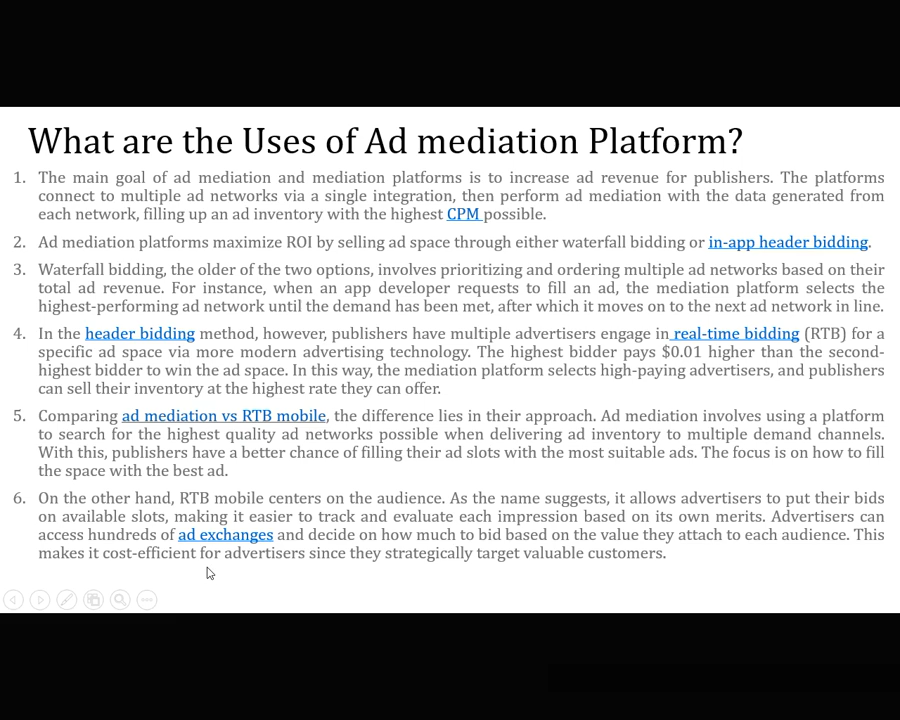 What are the Uses of Ad mediation Platform?
1. The main goal of ad mediation and mediation platforms is to increase ad revenue for publishers. The platforms
connect to multiple ad networks via a single integration, then perform ad mediation with the data generated from
each network, filling up an ad inventory with the highest CPM possible.
2. Ad mediation platforms maximize ROI by selling ad space through either waterfall bidding or in-app header bidding.
3. Waterfall bidding, the older of the two options, involves prioritizing and ordering multiple ad networks based on their
total ad revenue. For instance, when an app developer requests to fill an ad, the mediation platform selects the
highest-performing ad network until the demand has been met, after which it moves on to the next ad network in line.
4. In the header bidding method, however, publishers have multiple advertisers engage in real-time bidding (RTB) for a
specific ad space via more modern advertising technology. The highest bidder pays $0.01 higher than the second-
highest bidder to win the ad space. In this way, the mediation platform selects high-paying advertisers, and publishers
can sell their inventory at the highest rate they can offer.
5. Comparing ad mediation vs RTB mobile, the difference lies in their approach. Ad mediation involves using a platform
to search for the highest quality ad networks possible when delivering ad inventory to multiple demand channels.
With this, publishers have a better chance of filling their ad slots with the most suitable ads. The focus is on how to fill
the space with the best ad.
6. On the other hand, RTB mobile centers on the audience. As the name suggests, it allows advertisers to put their bids
on available slots, making it easier to track and evaluate each impression based on its own merits. Advertisers can
access hundreds of ad exchanges and decide on how much to bid based on the value they attach to each audience. This
makes it cost-efficient for advertisers since they strategically target valuable customers.